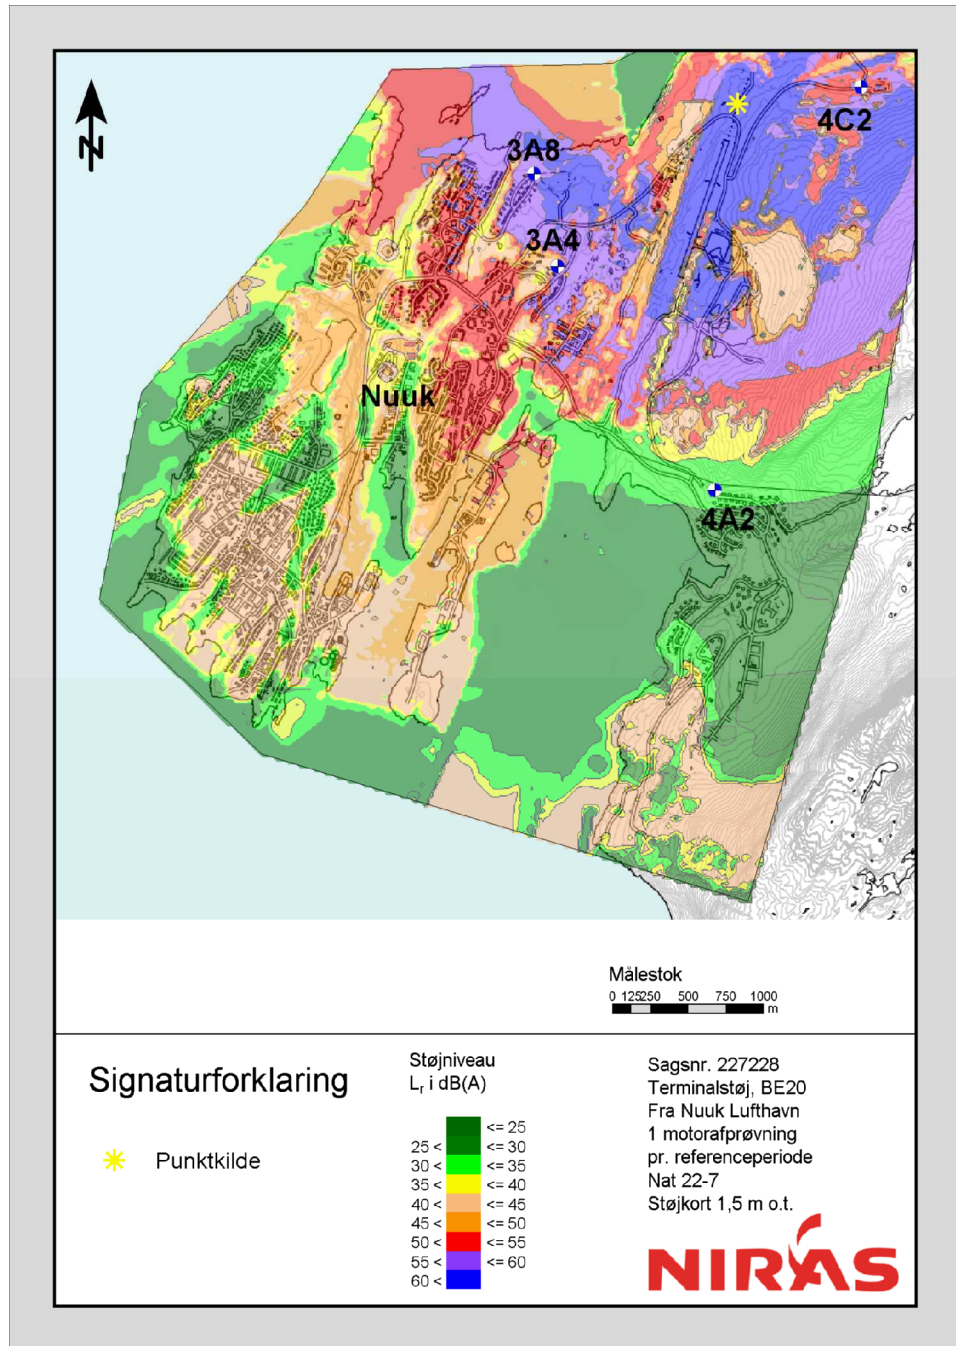 N
3A8
4C2
3A4
Nuuk
4A2
Målestok
0 125 250 500 750 1000
m
Signaturforklaring
Punktkilde
Støjniveau
Lr i dB(A)
<= 25
25 < <= 30
30 < <= 35
35 < <= 40
40 < <= 45
45 < <= 50
50 < <= 55
55 < <= 60
60 <
Sagsnr. 227228
Terminalstøj, BE20
Fra Nuuk Lufthavn
1 motorafprøvning
pr. referenceperiode
Nat 22-7
Støjkort 1,5 m o.t.
NIRAS